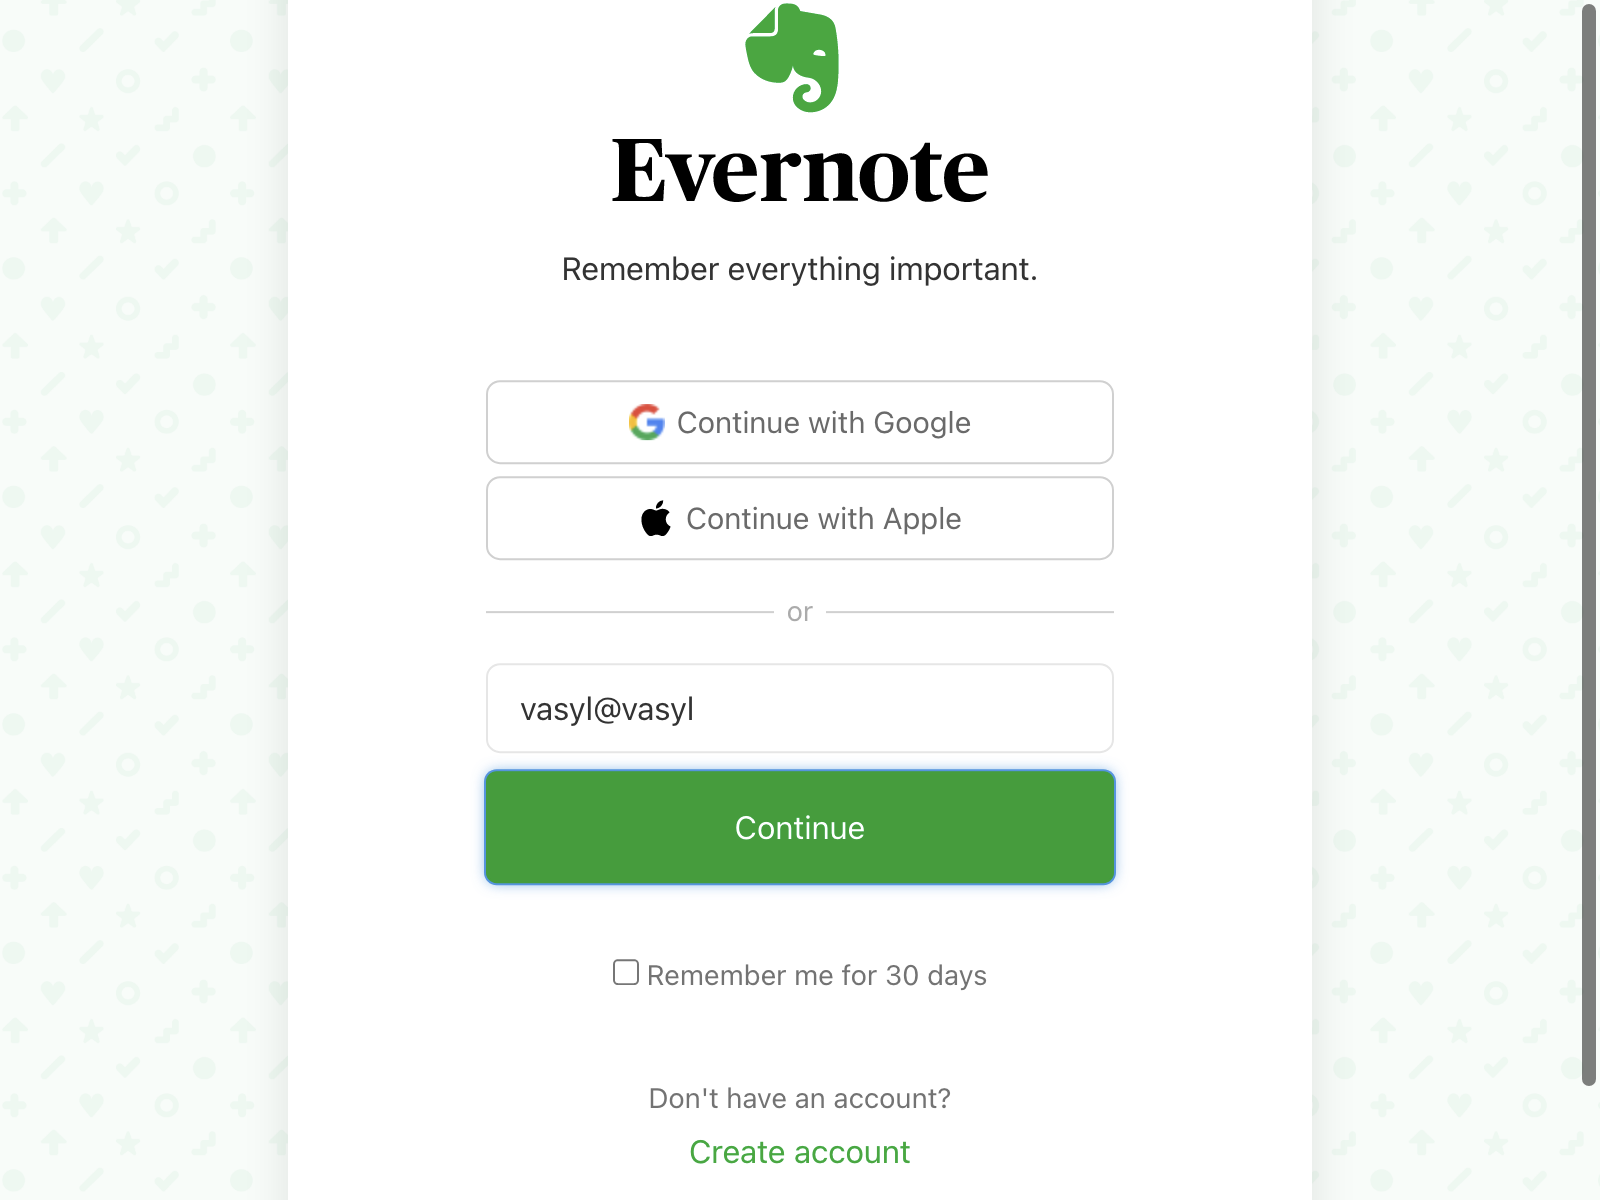 Evernote
Remember everything important.
Continue with Google
Continue with Apple
or
vasyl@vasyl
Continue
Remember me for 30 days
Don't have an account?
Create account